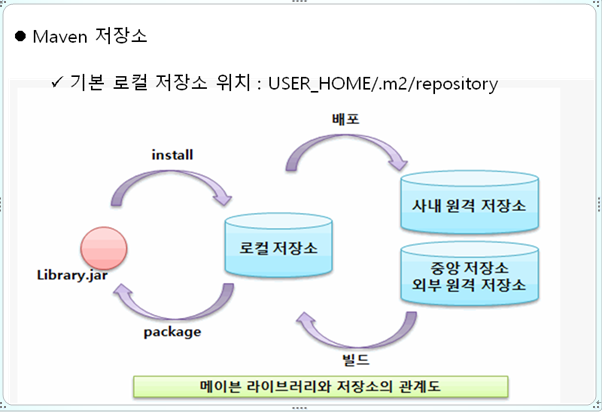 ● Maven 저장소
✓ 기본 로컬 저장소 위치 : USER_HOME/.m2/repository
배포
install
사내 원격 저장소
로컬 저장소
중앙 저장소
외부 원격 저장소
Library.jar
package
빌드
메이븐 라이브러리와 저장소의 관계도